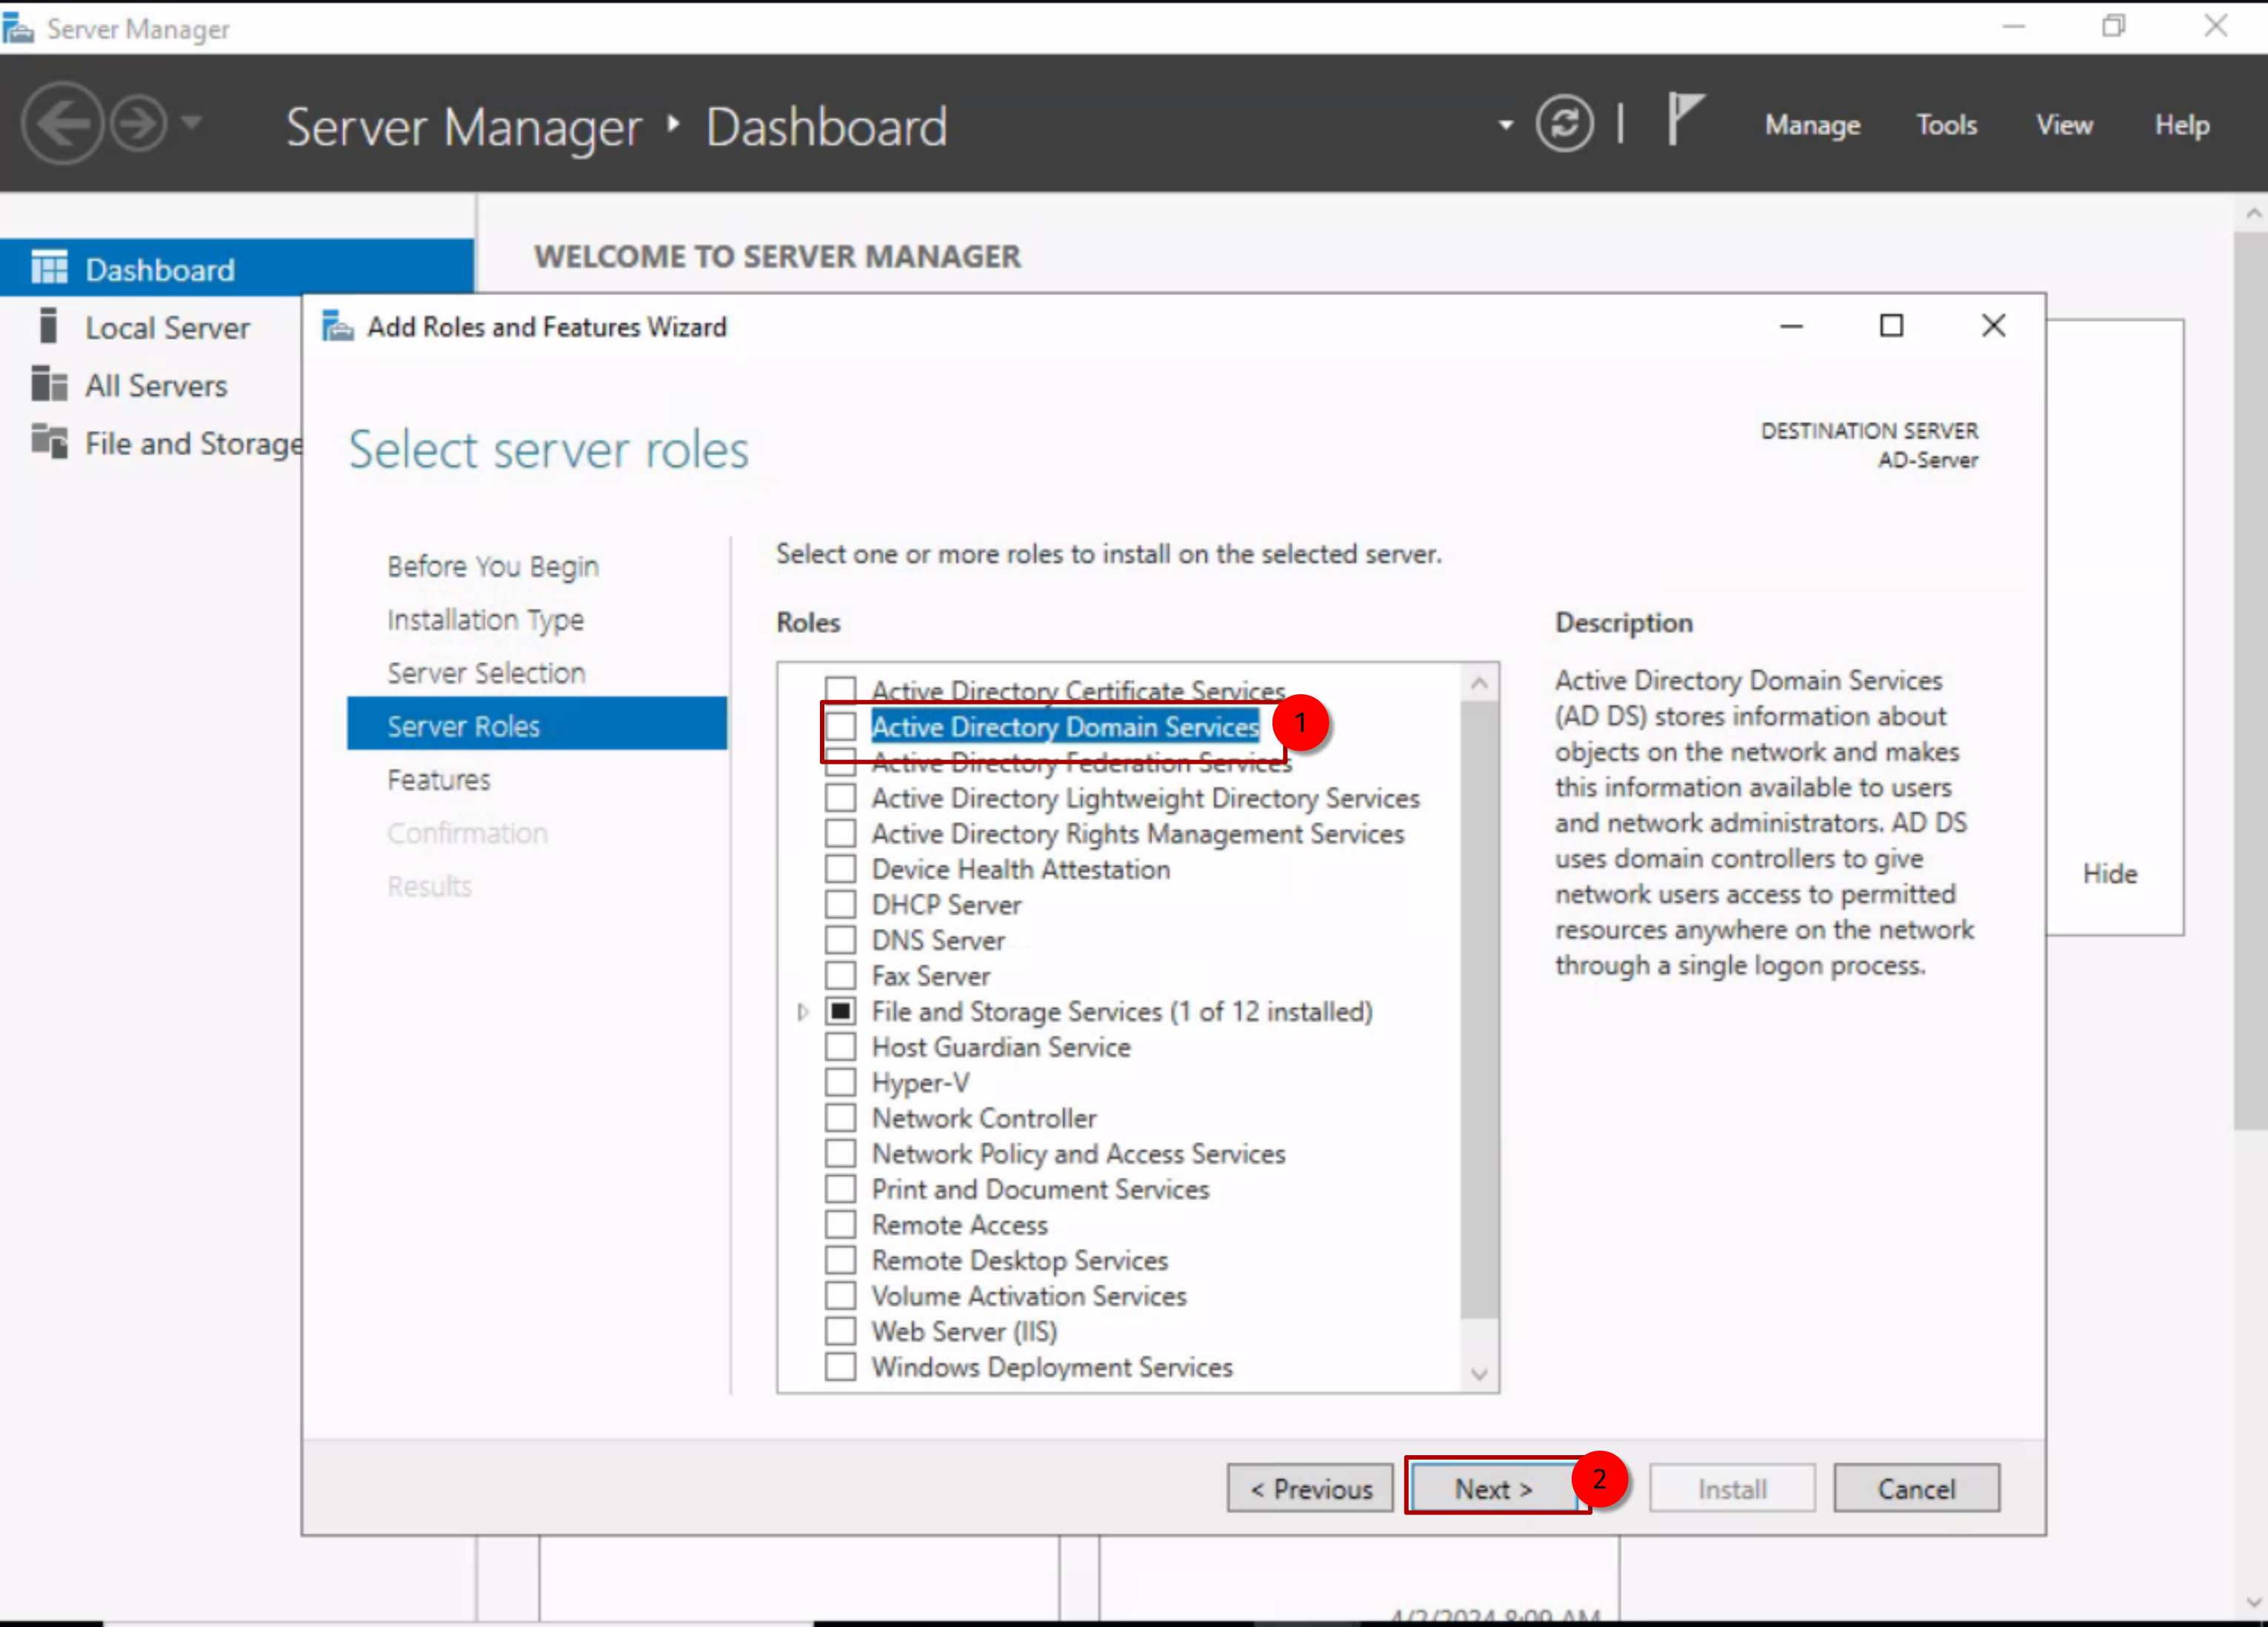 Server Manager
Server Manager ‣ Dashboard
Manage
Tools
View
Help
Dashboard
Local Server
All Servers
File and Storage
WELCOME TO SERVER MANAGER
Add Roles and Features Wizard
Select server roles
DESTINATION SERVER
AD-Server
Before You Begin
Installation Type
Server Selection
Server Roles
Features
Confirmation
Results
Select one or more roles to install on the selected server.
Roles
Active Directory Certificate Services
Active Directory Domain Services
1
Active Directory Federation Services
Active Directory Lightweight Directory Services
Active Directory Rights Management Services
Device Health Attestation
DHCP Server
DNS Server
Fax Server
File and Storage Services (1 of 12 installed)
Host Guardian Service
Hyper-V
Network Controller
Network Policy and Access Services
Print and Document Services
Remote Access
Remote Desktop Services
Volume Activation Services
Web Server (IIS)
Windows Deployment Services
Description
Active Directory Domain Services
(AD DS) stores information about
objects on the network and makes
this information available to users
and network administrators. AD DS
uses domain controllers to give
network users access to permitted
resources anywhere on the network
through a single logon process.
Hide
< Previous
Next >
2
Install
Cancel
4/2/2024 8:09 AM